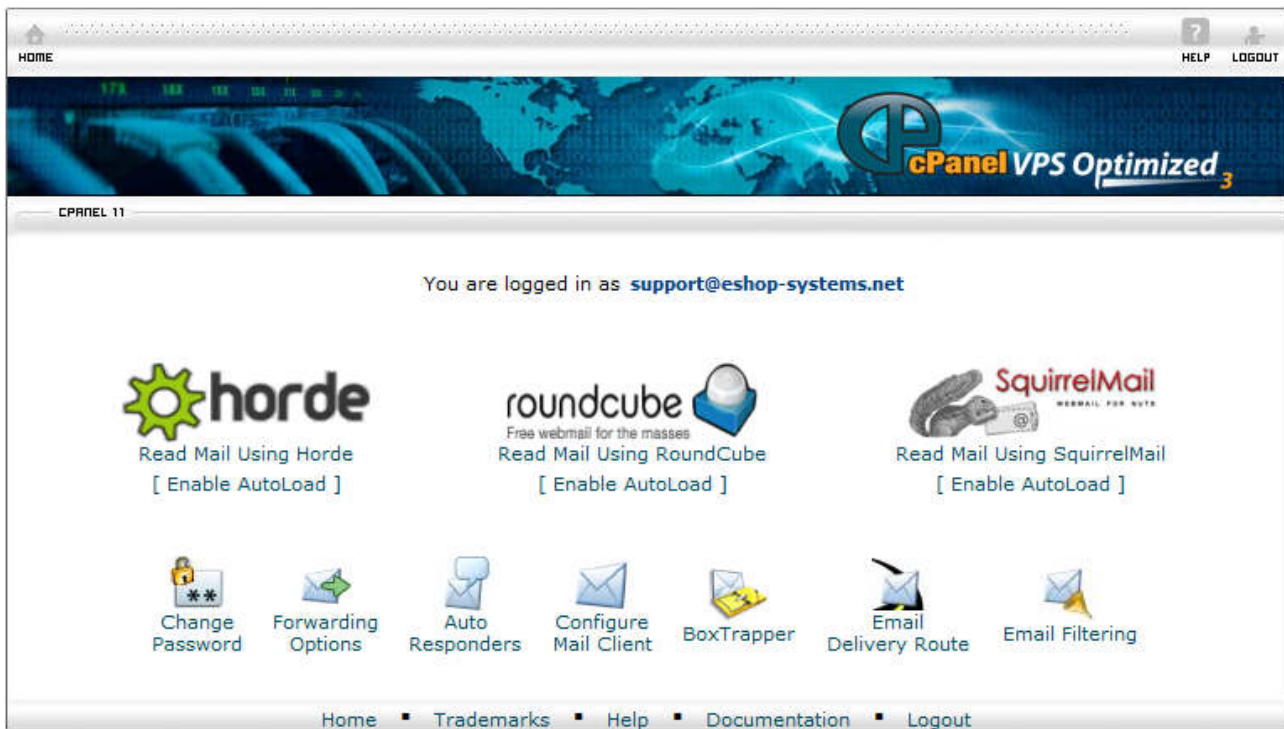 HOME
HELP LOGOUT
17X 18X
cPanel VPS Optimized 3
CPANEL 11
You are logged in as support@eshop-systems.net
horde
roundcube
Free webmail for the masses
SquirrelMail
WEBMAIL FOR NUTS
Read Mail Using Horde
Read Mail Using RoundCube
Read Mail Using SquirrelMail
[ Enable AutoLoad ]
[ Enable AutoLoad ]
[ Enable AutoLoad ]
Change
Password
Forwarding
Options
Auto
Responders
Configure
Mail Client
BoxTrapper
Email
Delivery Route
Email Filtering
Home ▪ Trademarks ▪ Help ▪ Documentation ▪ Logout